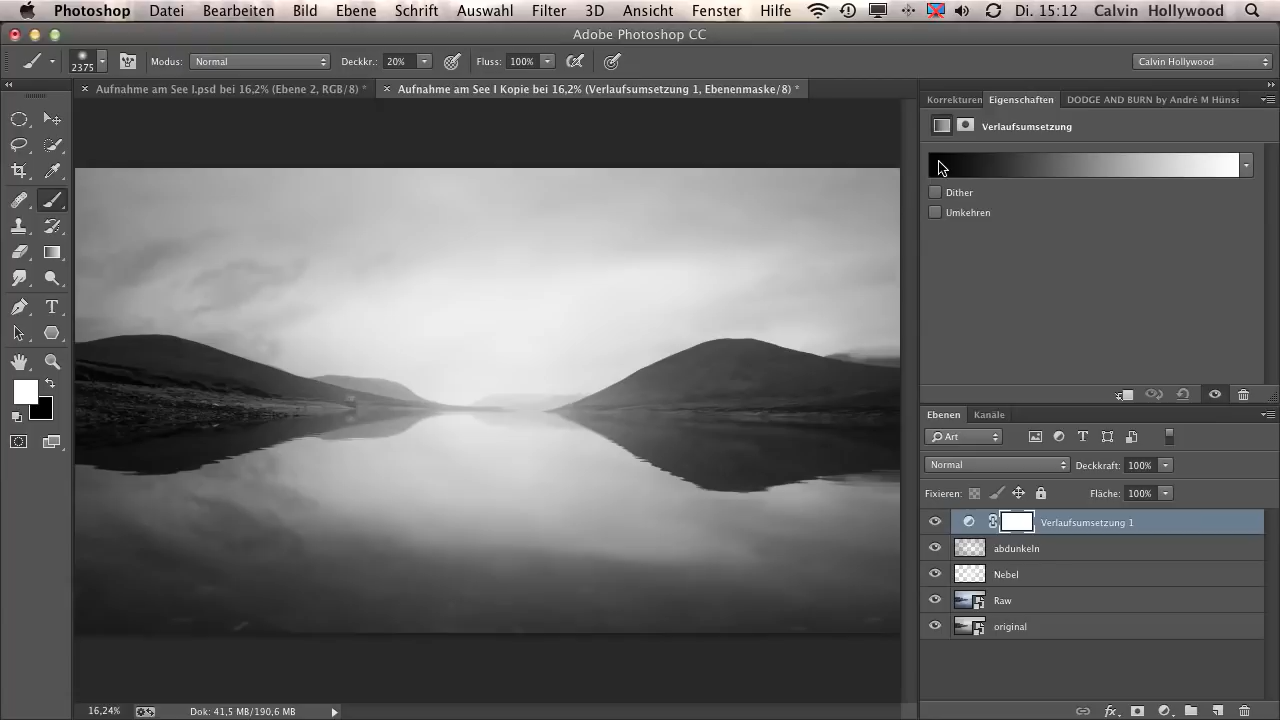 Photoshop Datei Bearbeiten Bild Ebene Schrift Auswahl Filter 3D Ansicht Fenster Hilfe Di. 15:12 Calvin Hollywood
Adobe Photoshop CC
2375 Modus: Normal Deckkr.: 20% Fluss: 100% Calvin Hollywood
× Aufnahme am See I.psd bei 16,2% (Ebene 2, RGB/8) * × Aufnahme am See I Kopie bei 16,2% (Verlaufsumsetzung 1, Ebenenmaske/8) *
Korrekturen Eigenschaften DODGE AND BURN by André M Hünse
Verlaufsumsetzung
Dither
Umkehren
Ebenen Kanäle
Art
Normal Deckkraft: 100%
Fixieren: Fläche: 100%
Verlaufsumsetzung 1
abdunkeln
Nebel
Raw
original
16,24% Dok: 41,5 MB/190,6 MB